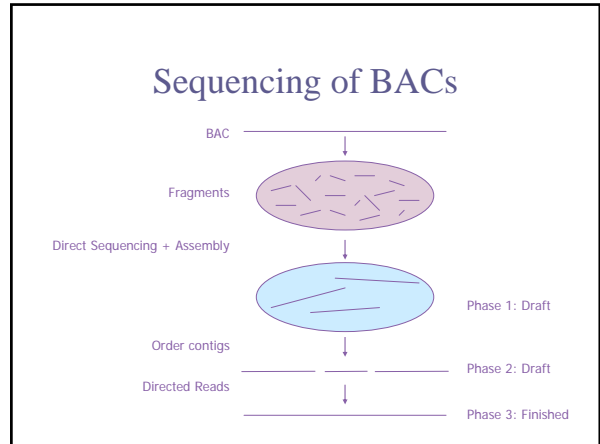 Sequencing of BACs
BAC
Fragments
Direct Sequencing + Assembly
Phase 1: Draft
Order contigs
Phase 2: Draft
Directed Reads
Phase 3: Finished